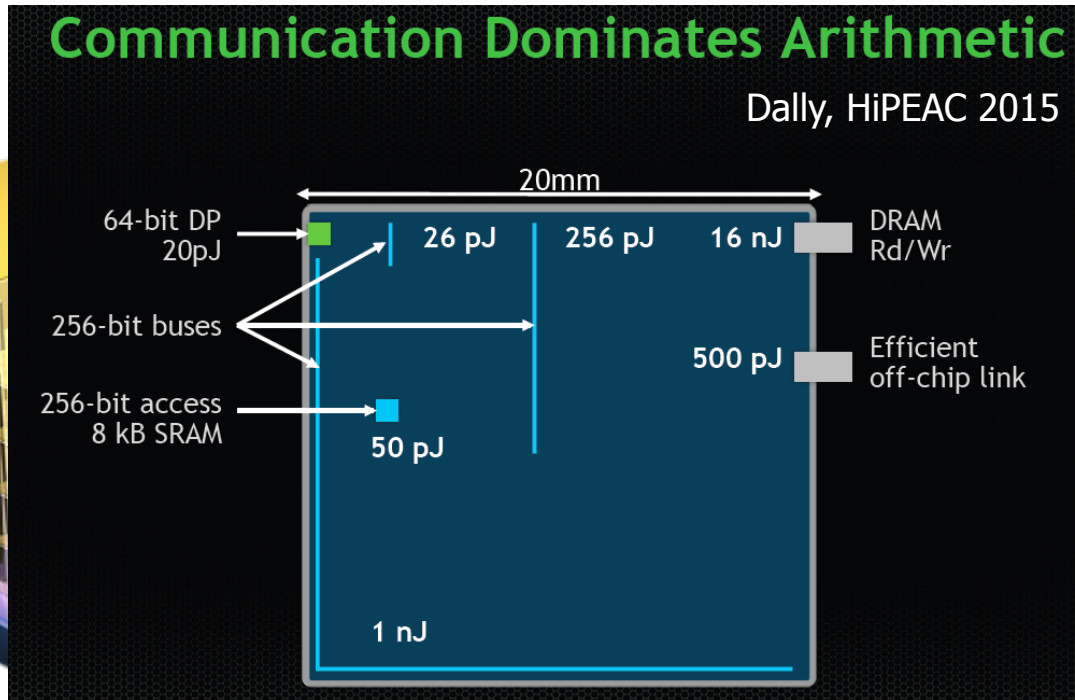 Communication Dominates Arithmetic
Dally, HiPEAC 2015
20mm
64-bit DP
20pJ
26 pJ
256 pJ
16 nJ
DRAM
Rd/Wr
256-bit buses
500 pJ
Efficient
off-chip link
256-bit access
8 kB SRAM
50 pJ
1 nJ